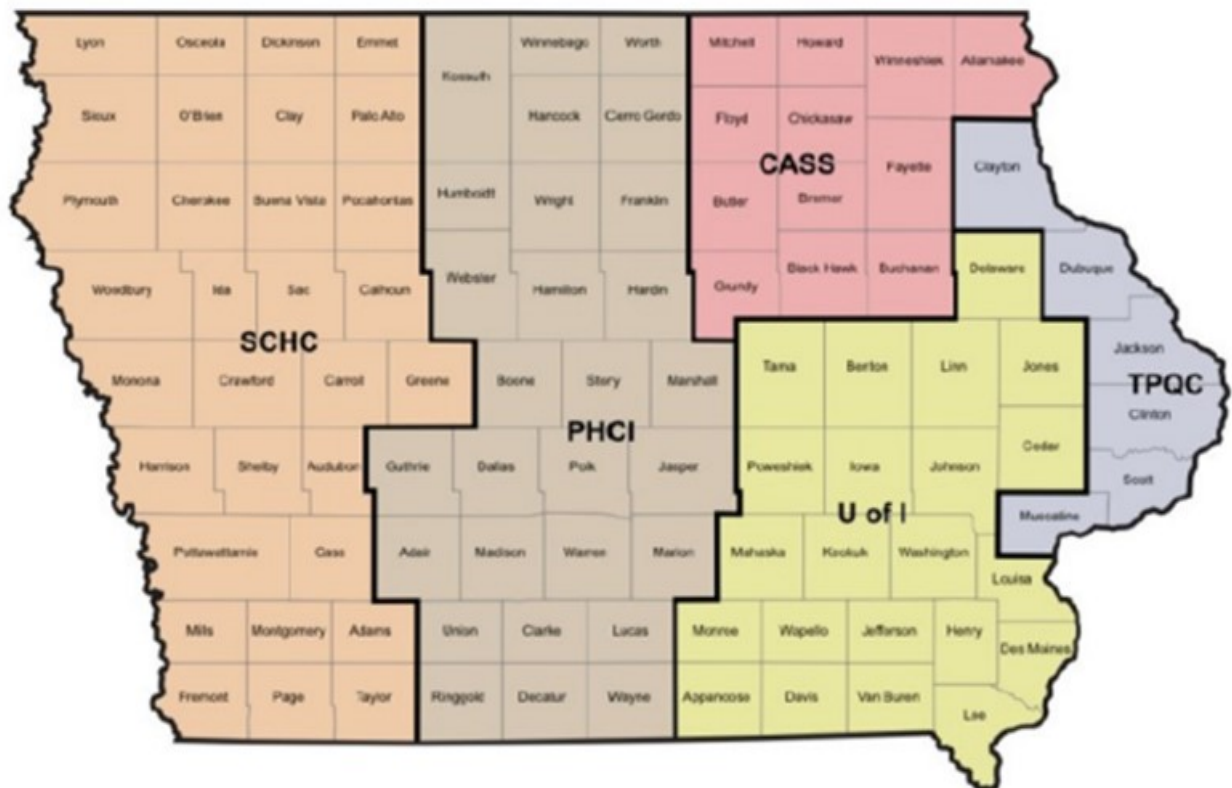 Lyon Osceola Dickinson Emmet Winnebago Worth Mitchell Howard Winneshiek Allamakee
Kossuth
Sioux O'Brien Clay Palo Alto Hancock Cerro Gordo Floyd Chickasaw
CASS
Fayette Clayton
Plymouth Cherokee Buena Vista Pocahontas Humboldt Wright Franklin Butler Bremer
Woodbury Ida Sac Calhoun Webster Hamilton Hardin Grundy Black Hawk Buchanan Delaware Dubuque
SCHC
Monona Crawford Carroll Greene Boone Story Marshall Tama Benton Linn Jones Jackson
TPQC
Clinton
PHCI
Harrison Shelby Audubon Guthrie Dallas Polk Jasper Poweshiek Iowa Johnson Cedar Scott
U of I
Muscatine
Pottawattamie Cass Adair Madison Warren Marion Mahaska Keokuk Washington
Louisa
Mills Montgomery Adams Union Clarke Lucas Monroe Wapello Jefferson Henry Des Moines
Fremont Page Taylor Ringgold Decatur Wayne Appanoose Davis Van Buren Lee